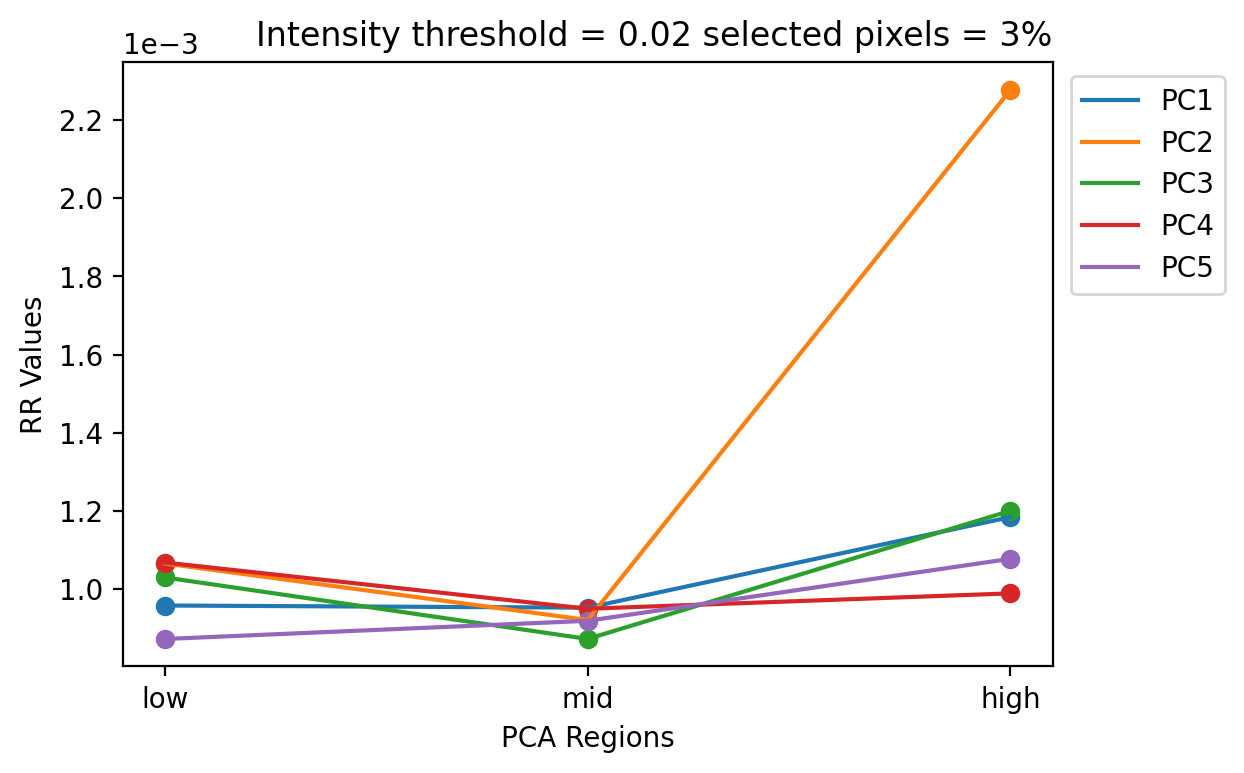 Intensity threshold = 0.02 selected pixels = 3%
1e−3
2.2
2.0
1.8
1.6
1.4
1.2
1.0
RR Values
low
mid
high
PCA Regions
PC1
PC2
PC3
PC4
PC5